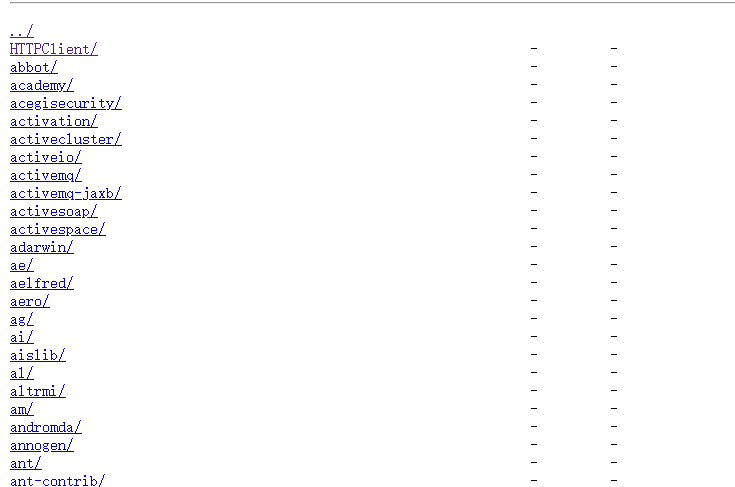 ../
HTTPClient/ - -
abbot/ - -
academy/ - -
acegisecurity/ - -
activation/ - -
activecluster/ - -
activeio/ - -
activemq/ - -
activemq-jaxb/ - -
activesoap/ - -
activespace/ - -
adarwin/ - -
ae/ - -
aelfred/ - -
aero/ - -
ag/ - -
ai/ - -
aislib/ - -
al/ - -
altrmi/ - -
am/ - -
andromda/ - -
annogen/ - -
ant/ - -
ant-contrib/ - -